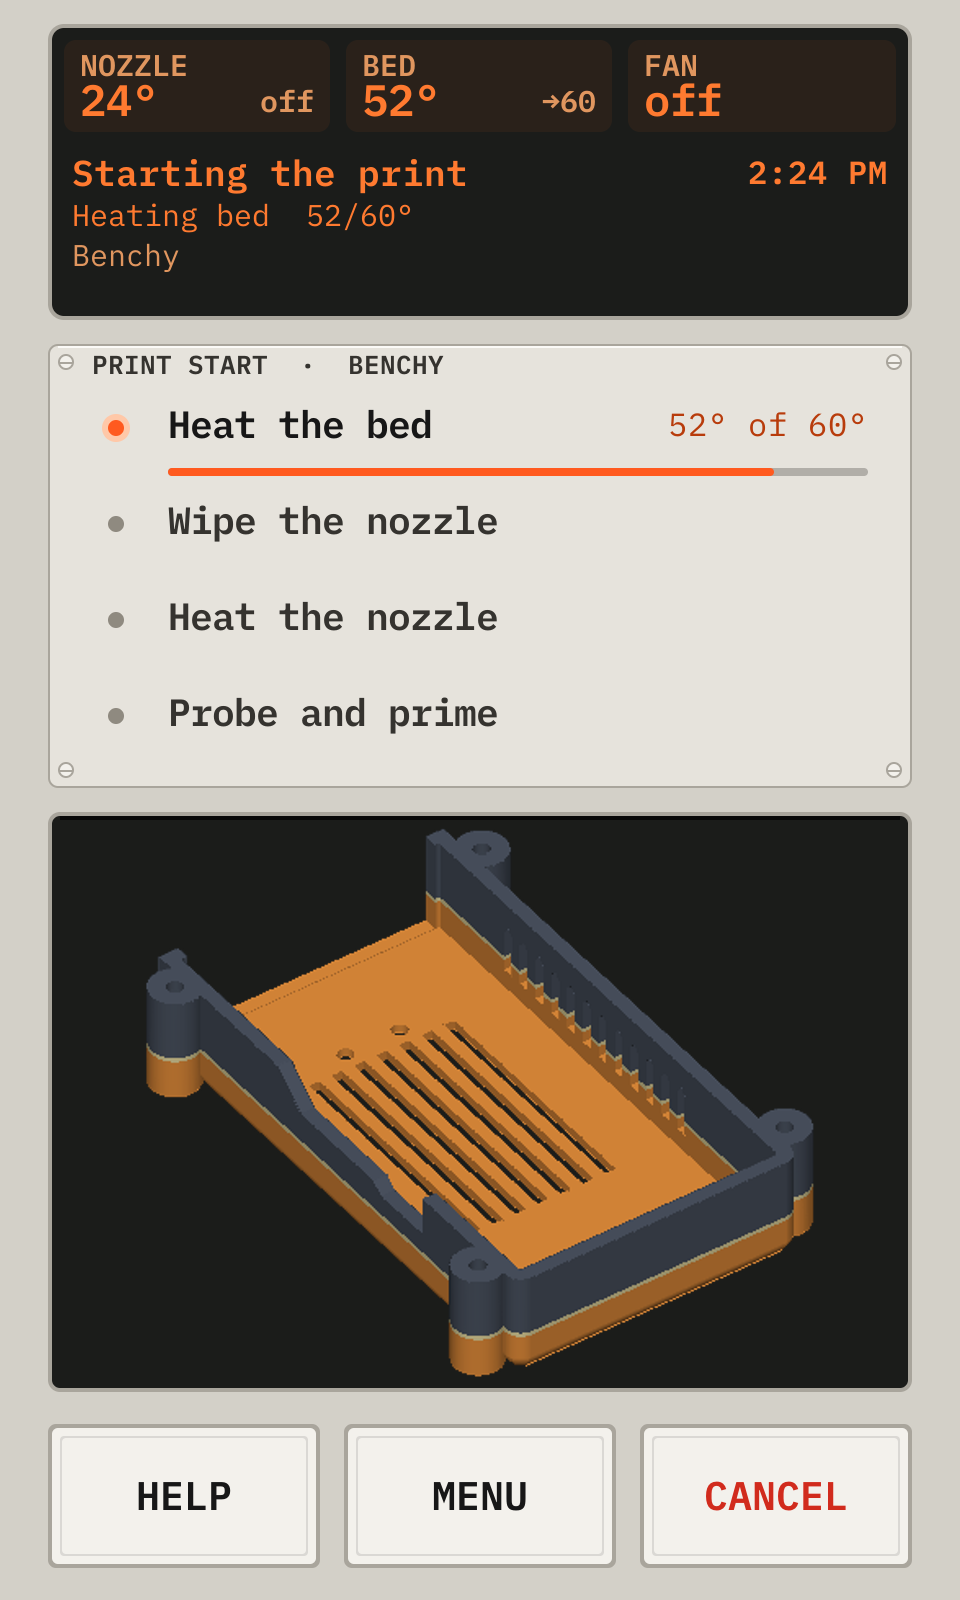 NOZZLE
24° off
BED
52° →60
FAN
off
Starting the print 2:24 PM
Heating bed 52/60°
Benchy
PRINT START · BENCHY
Heat the bed 52° of 60°
Wipe the nozzle
Heat the nozzle
Probe and prime
HELP
MENU
CANCEL